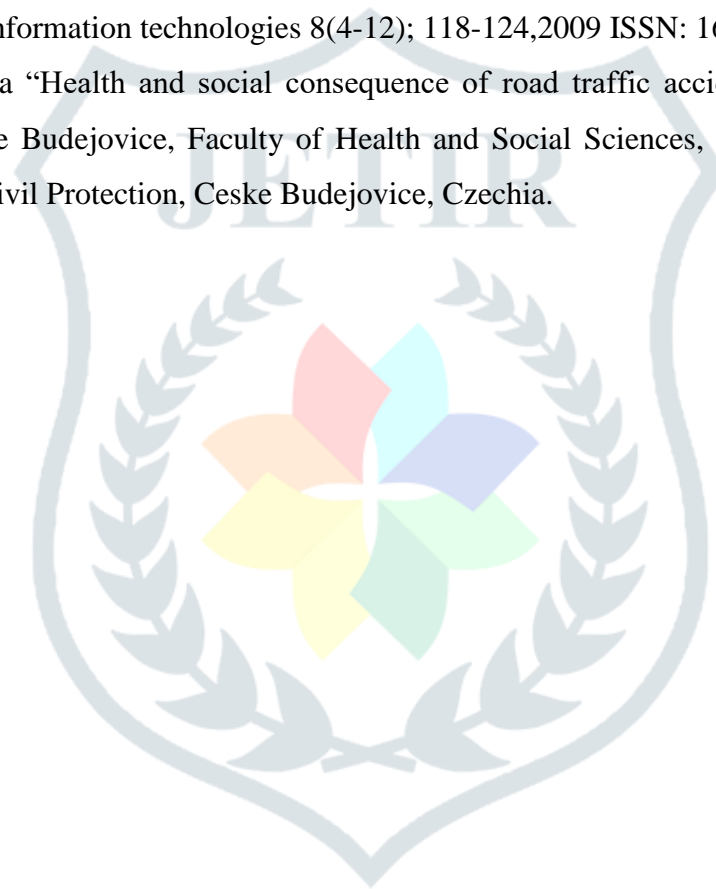 nformation technologies 8(4-12); 118-124,2009 ISSN: 16
a “Health and social consequence of road traffic acci
e Budejovice, Faculty of Health and Social Sciences,
ivil Protection, Ceske Budejovice, Czechia.
JETIR